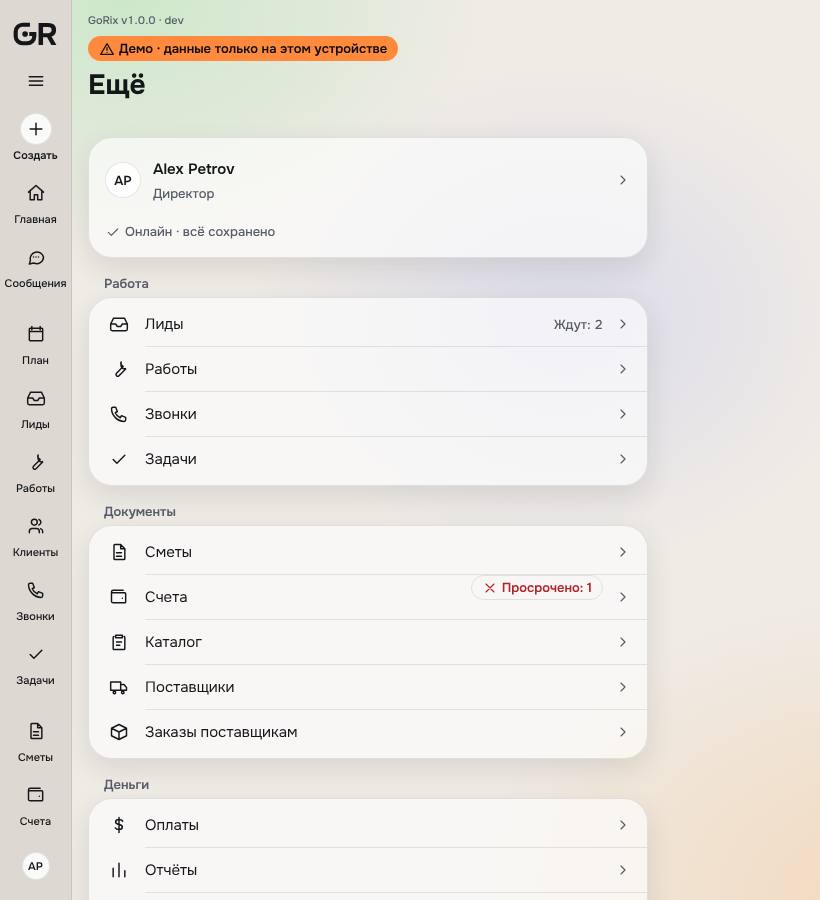 GR
GoRix v1.0.0 · dev
Демо · данные только на этом устройстве
Ещё
Создать
Главная
Сообщения
План
Лиды
Работы
Клиенты
Звонки
Задачи
Сметы
Счета
AP
AP
Alex Petrov
Директор
Онлайн · всё сохранено
Работа
Лиды
Ждут: 2
Работы
Звонки
Задачи
Документы
Сметы
Счета
Просрочено: 1
Каталог
Поставщики
Заказы поставщикам
Деньги
Оплаты
Отчёты